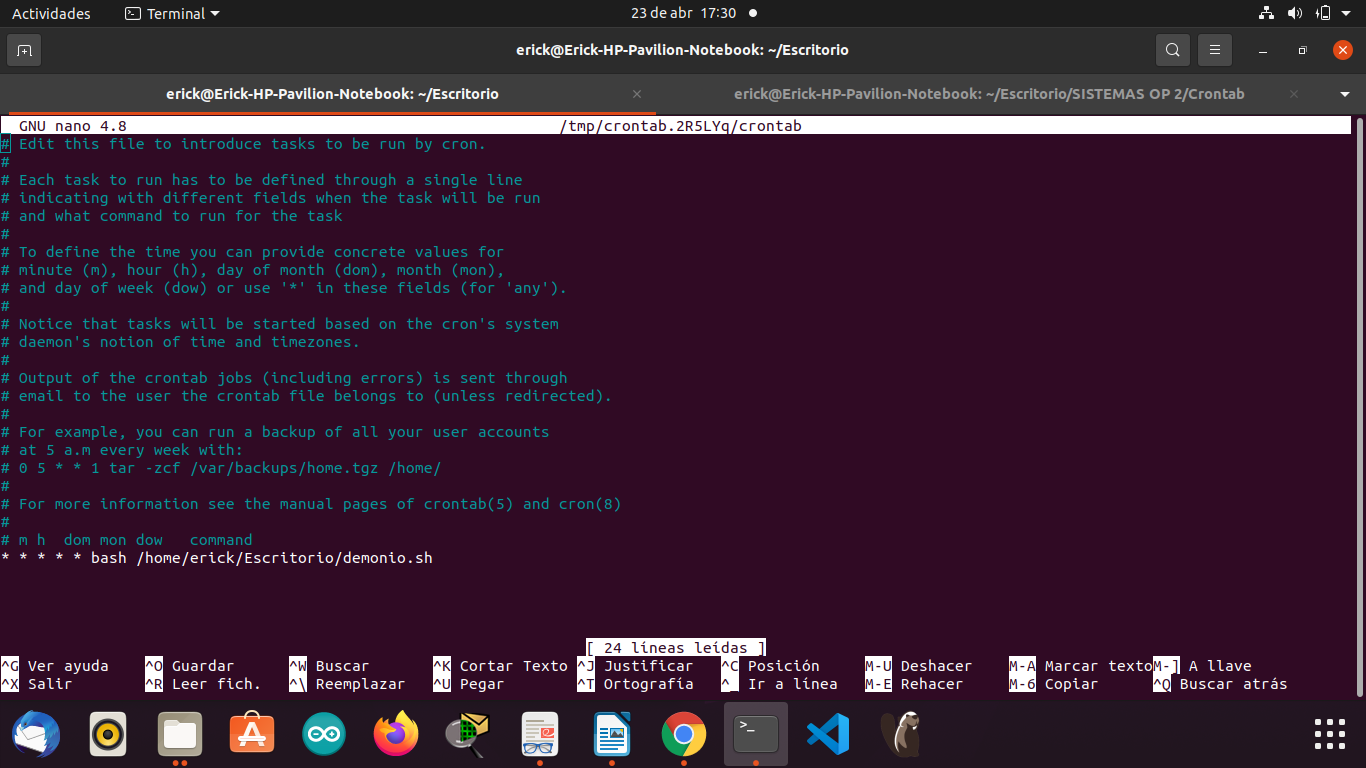 Actividades Terminal 23 de abr 17:30
erick@Erick-HP-Pavilion-Notebook: ~/Escritorio
erick@Erick-HP-Pavilion-Notebook: ~/Escritorio erick@Erick-HP-Pavilion-Notebook: ~/Escritorio/SISTEMAS OP 2/Crontab
GNU nano 4.8 /tmp/crontab.2R5LYq/crontab
# Edit this file to introduce tasks to be run by cron.
#
# Each task to run has to be defined through a single line
# indicating with different fields when the task will be run
# and what command to run for the task
#
# To define the time you can provide concrete values for
# minute (m), hour (h), day of month (dom), month (mon),
# and day of week (dow) or use '*' in these fields (for 'any').
#
# Notice that tasks will be started based on the cron's system
# daemon's notion of time and timezones.
#
# Output of the crontab jobs (including errors) is sent through
# email to the user the crontab file belongs to (unless redirected).
#
# For example, you can run a backup of all your user accounts
# at 5 a.m every week with:
# 0 5 * * 1 tar -zcf /var/backups/home.tgz /home/
#
# For more information see the manual pages of crontab(5) and cron(8)
#
# m h  dom mon dow   command
* * * * * bash /home/erick/Escritorio/demonio.sh
[ 24 líneas leídas ]
^G Ver ayuda ^O Guardar ^W Buscar ^K Cortar Texto ^J Justificar ^C Posición M-U Deshacer M-A Marcar texto M-] A llave
^X Salir ^R Leer fich. ^\ Reemplazar ^U Pegar ^T Ortografía ^_ Ir a línea M-E Rehacer M-6 Copiar ^Q Buscar atrás